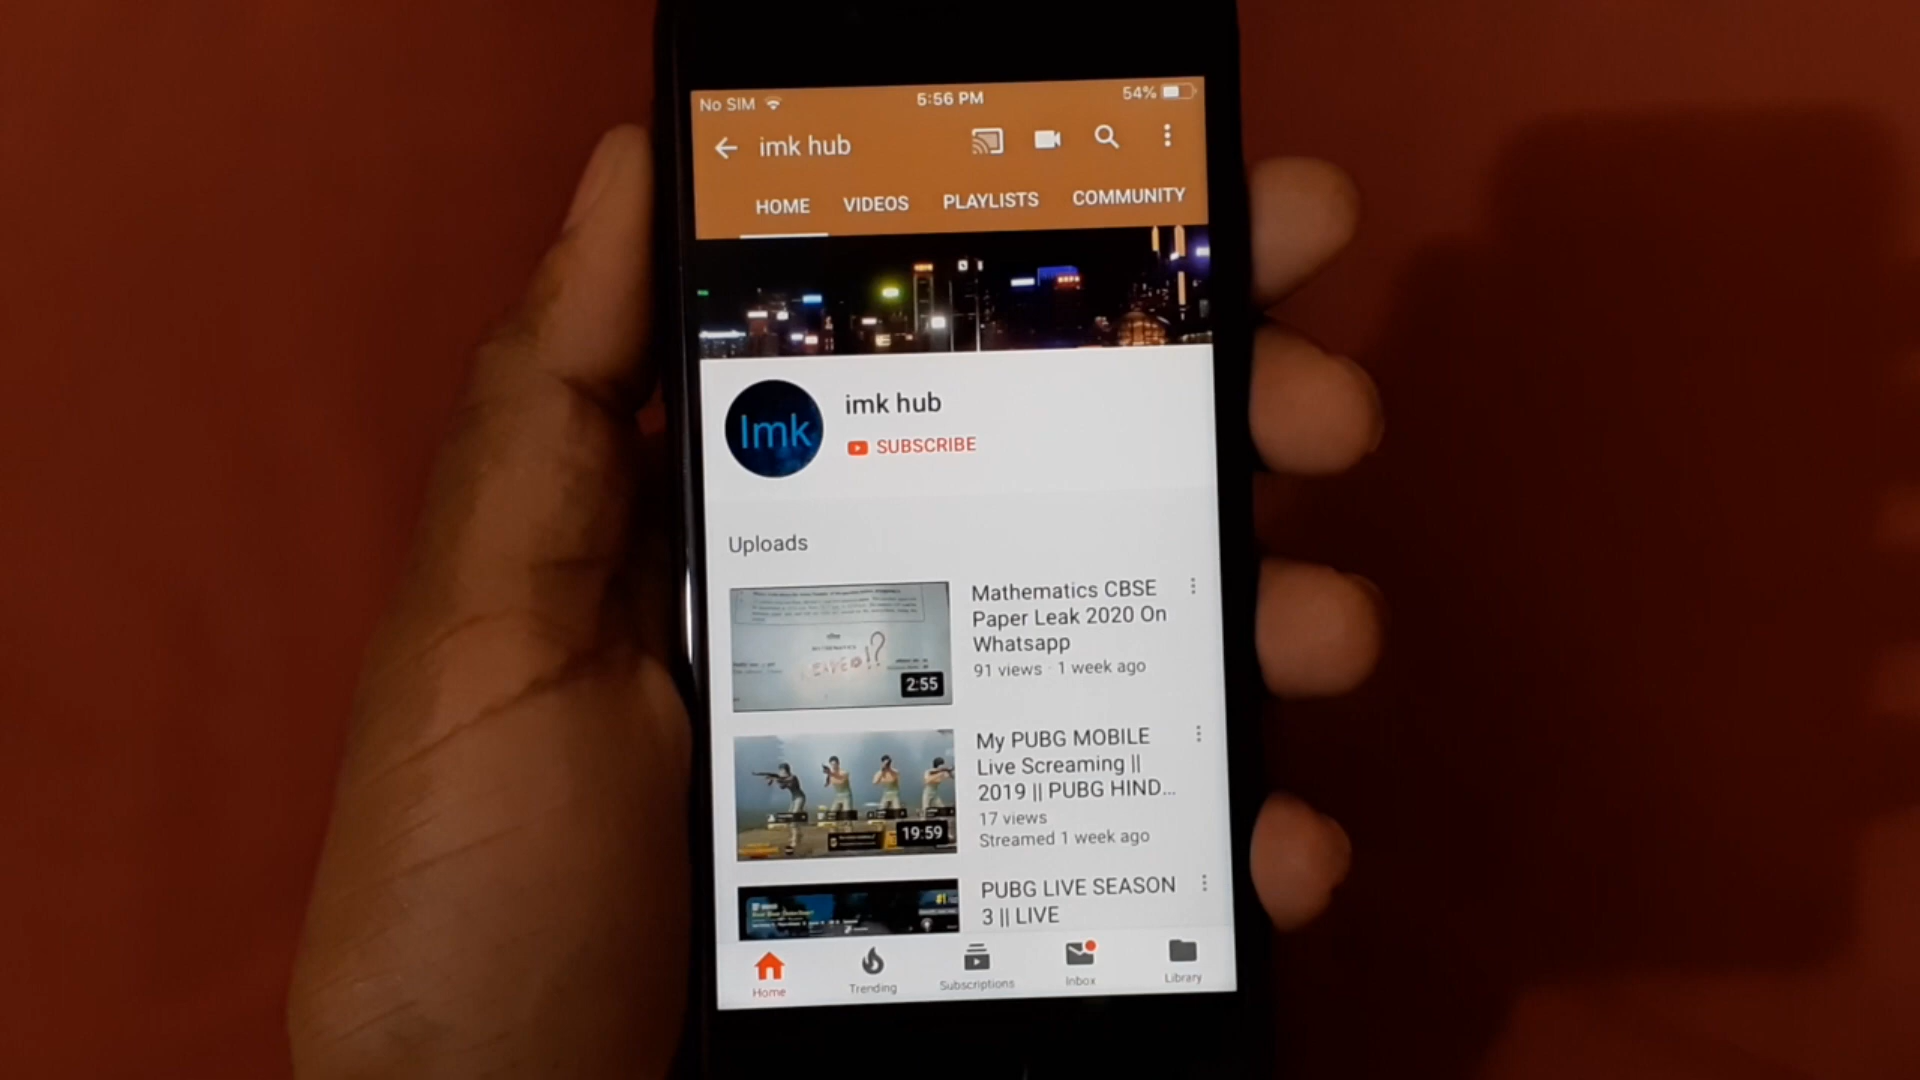 No SIM 5:56 PM 54%
imk hub
HOME VIDEOS PLAYLISTS COMMUNITY
Imk
imk hub
SUBSCRIBE
Uploads
Mathematics CBSE
Paper Leak 2020 On
Whatsapp
91 views · 1 week ago
2:55
My PUBG MOBILE
Live Screaming ||
2019 || PUBG HIND...
17 views
Streamed 1 week ago
19:59
PUBG LIVE SEASON
3 || LIVE
#1
Home Trending Subscriptions Inbox Library